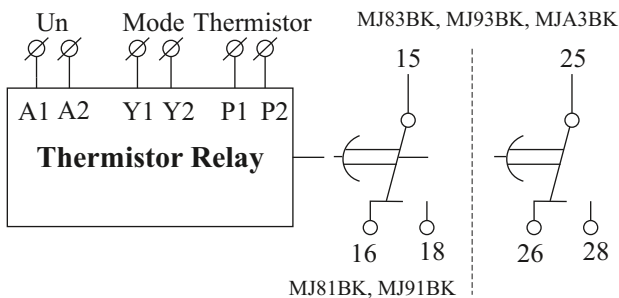 Un Mode Thermistor
MJ83BK, MJ93BK, MJA3BK
15 25
A1 A2 Y1 Y2 P1 P2
Thermistor Relay
16 18 26 28
MJ81BK, MJ91BK